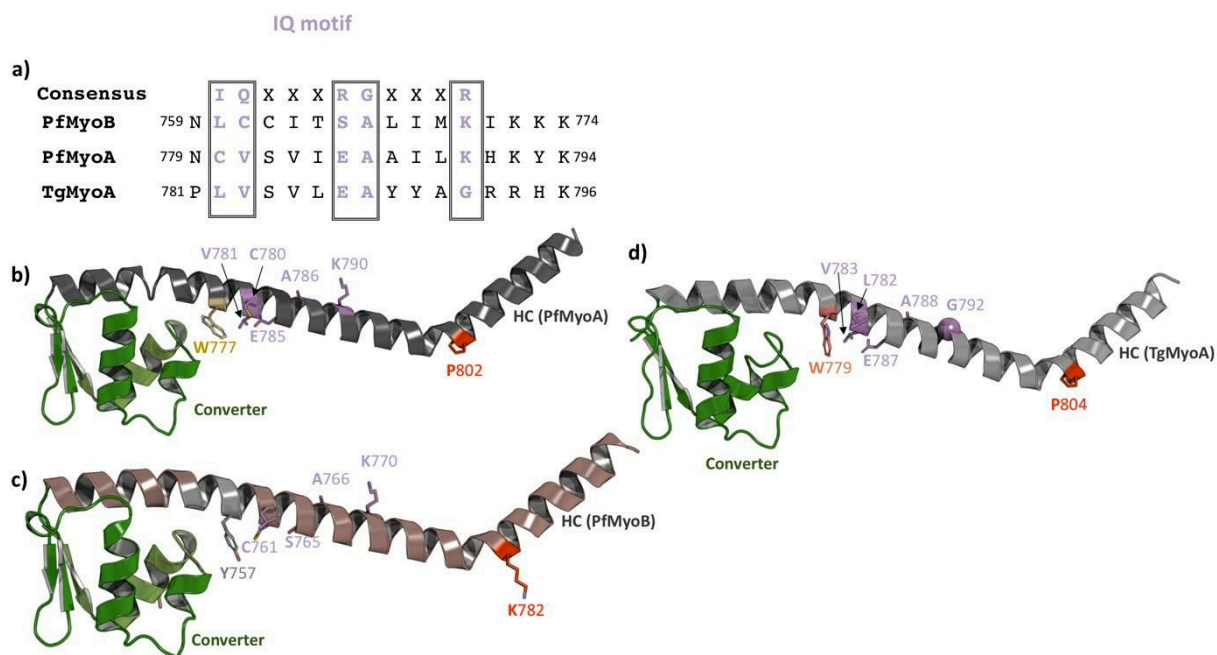 IQ motif
a)
Consensus I Q X X X R G X X X R
PfMyoB 759 N L C C I T S A L I M K I K K K 774
PfMyoA 779 N C V S V I E A A I L K H K Y K 794
TgMyoA 781 P L V S V L E A Y Y A G R R H K 796
b)
V781
C780
A786
K790
W777
E785
HC (PfMyoA)
P802
Converter
c)
K770
A766
HC (PfMyoB)
C761
S765
Y757
K782
Converter
d)
V783
L782
A788
G792
HC (TgMyoA)
W779
E787
P804
Converter